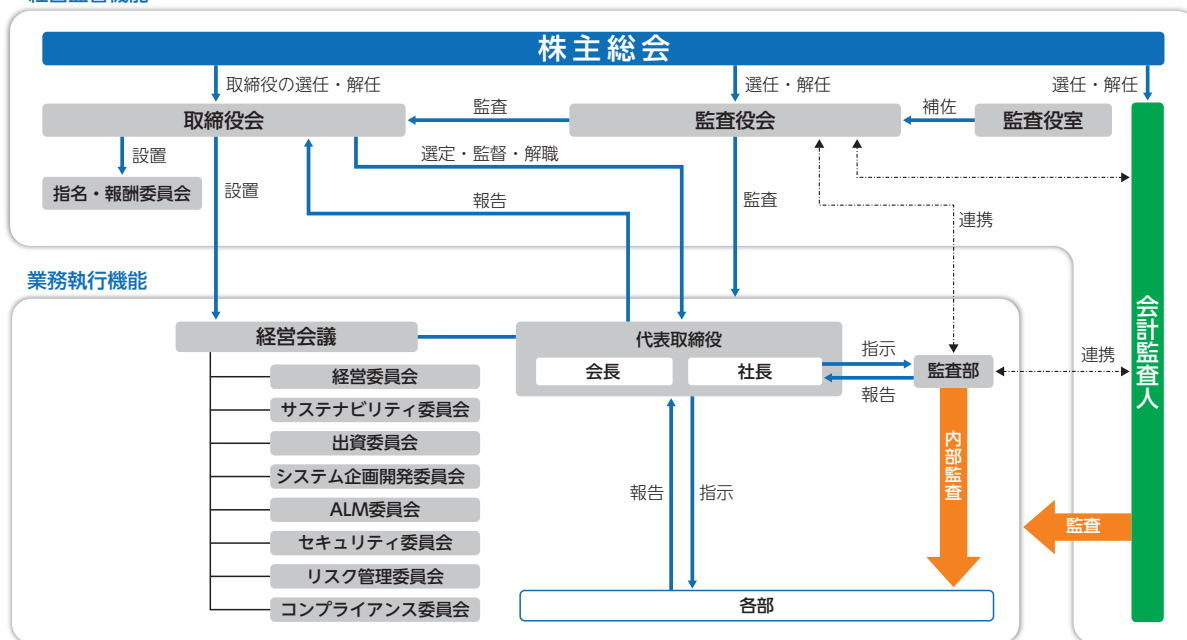 株主総会
取締役の選任・解任
選任・解任
選任・解任
取締役会
監査
監査役会
補佐
監査役室
設置
選定・監督・解職
指名・報酬委員会
設置
報告
監査
連携
業務執行機能
経営会議
代表取締役
会長
社長
指示
報告
監査部
連携
会計監査人
経営委員会
サステナビリティ委員会
出資委員会
システム企画開発委員会
ALM委員会
セキュリティ委員会
リスク管理委員会
コンプライアンス委員会
報告
指示
内部監査
監査
各部